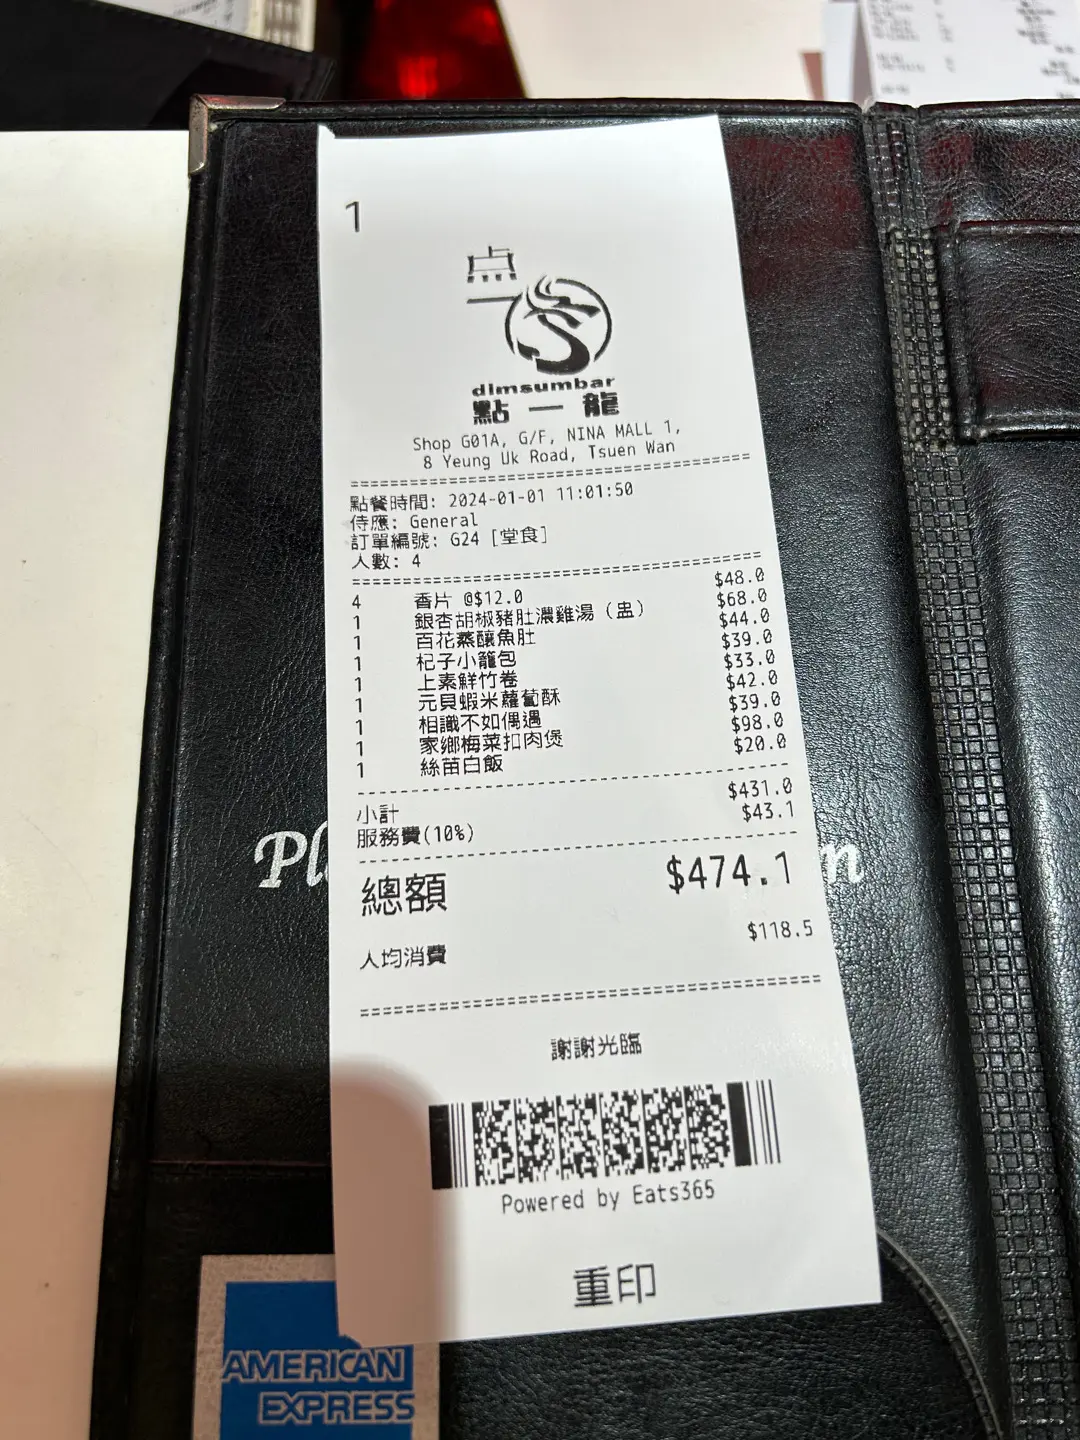 1
点
一
dimsumbar
點一龍
Shop G01A, G/F, NINA MALL 1,
8 Yeung Uk Road, Tsuen Wan
點餐時間: 2024-01-01 11:01:50
侍應: General
訂單編號: G24 [堂食]
人數: 4
4 香片 @$12.0 $48.0
1 銀杏胡椒豬肚濃雞湯（盅） $68.0
1 百花蒸釀魚肚 $44.0
1 杞子小籠包 $39.0
1 上素鮮竹卷 $33.0
1 元貝蝦米蘿蔔酥 $42.0
1 相識不如偶遇 $39.0
1 家鄉梅菜扣肉煲 $98.0
1 絲苗白飯 $20.0
小計 $431.0
服務費(10%) $43.1
總額 $474.1
人均消費 $118.5
謝謝光臨
Powered by Eats365
重印
AMERICAN
EXPRESS